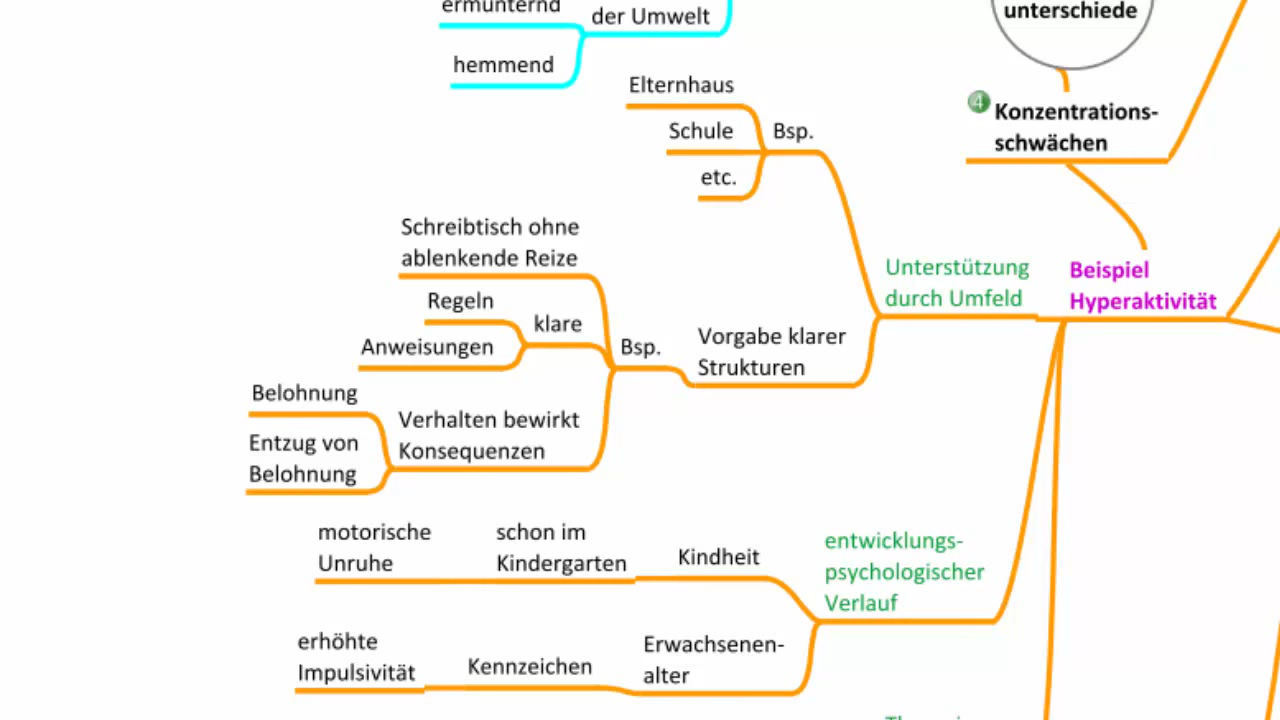 ermunternd
der Umwelt
hemmend
unterschiede
4
Konzentrations-
schwächen
Elternhaus
Schule
Bsp.
etc.
Schreibtisch ohne
ablenkende Reize
Regeln
klare
Anweisungen
Bsp.
Vorgabe klarer
Strukturen
Unterstützung
durch Umfeld
Beispiel
Hyperaktivität
Belohnung
Entzug von
Belohnung
Verhalten bewirkt
Konsequenzen
motorische
Unruhe
schon im
Kindergarten
Kindheit
entwicklungs-
psychologischer
Verlauf
erhöhte
Impulsivität
Kennzeichen
Erwachsenen-
alter